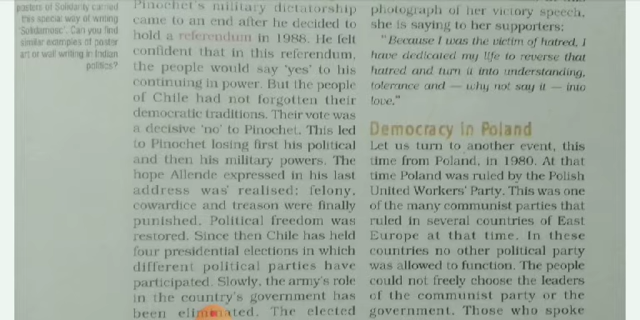 posters of Solidarity carried
this special way of writing
'Solidarnosc'. Can you find
similar examples of poster
art or wall writing in Indian
politics?
Pinochet's military dictatorship
came to an end after he decided to
hold a referendum in 1988. He felt
confident that in this referendum,
the people would say 'yes' to his
continuing in power. But the people
of Chile had not forgotten their
democratic traditions. Their vote was
a decisive 'no' to Pinochet. This led
to Pinochet losing first his political
and then his military powers. The
hope Allende expressed in his last
address was realised: felony,
cowardice and treason were finally
punished. Political freedom was
restored. Since then Chile has held
four presidential elections in which
different political parties have
participated. Slowly, the army's role
in the country's government has
been eliminated. The elected
photograph of her victory speech,
she is saying to her supporters:
"Because I was the victim of hatred, I
have dedicated my life to reverse that
hatred and turn it into understanding,
tolerance and — why not say it — into
love."
Democracy in Poland
Let us turn to another event, this
time from Poland, in 1980. At that
time Poland was ruled by the Polish
United Workers' Party. This was one
of the many communist parties that
ruled in several countries of East
Europe at that time. In these
countries no other political party
was allowed to function. The people
could not freely choose the leaders
of the communist party or the
government. Those who spoke